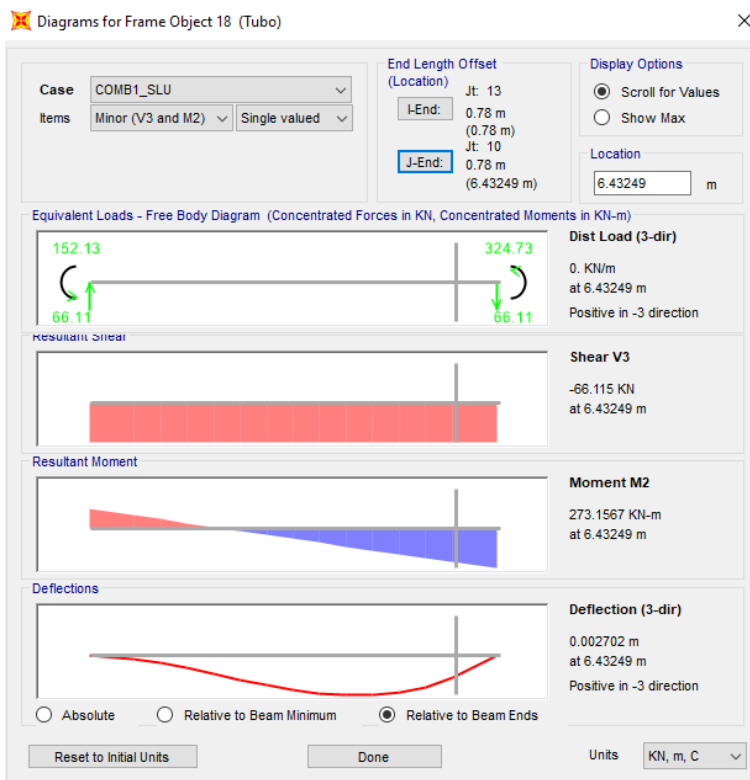 Diagrams for Frame Object 18 (Tubo)
Case COMB1_SLU
Items Minor (V3 and M2) Single valued
End Length Offset
(Location)
I-End: Jt: 13
0.78 m
(0.78 m)
J-End: Jt: 10
0.78 m
(6.43249 m)
Display Options
Scroll for Values
Show Max
Location
6.43249 m
Equivalent Loads - Free Body Diagram (Concentrated Forces in KN, Concentrated Moments in KN-m)
152.13 324.73
66.11 66.11
Dist Load (3-dir)
0. KN/m
at 6.43249 m
Positive in -3 direction
Resultant Shear
Shear V3
-66.115 KN
at 6.43249 m
Resultant Moment
Moment M2
273.1567 KN-m
at 6.43249 m
Deflections
Deflection (3-dir)
0.002702 m
at 6.43249 m
Positive in -3 direction
Absolute Relative to Beam Minimum Relative to Beam Ends
Reset to Initial Units Done Units KN, m, C